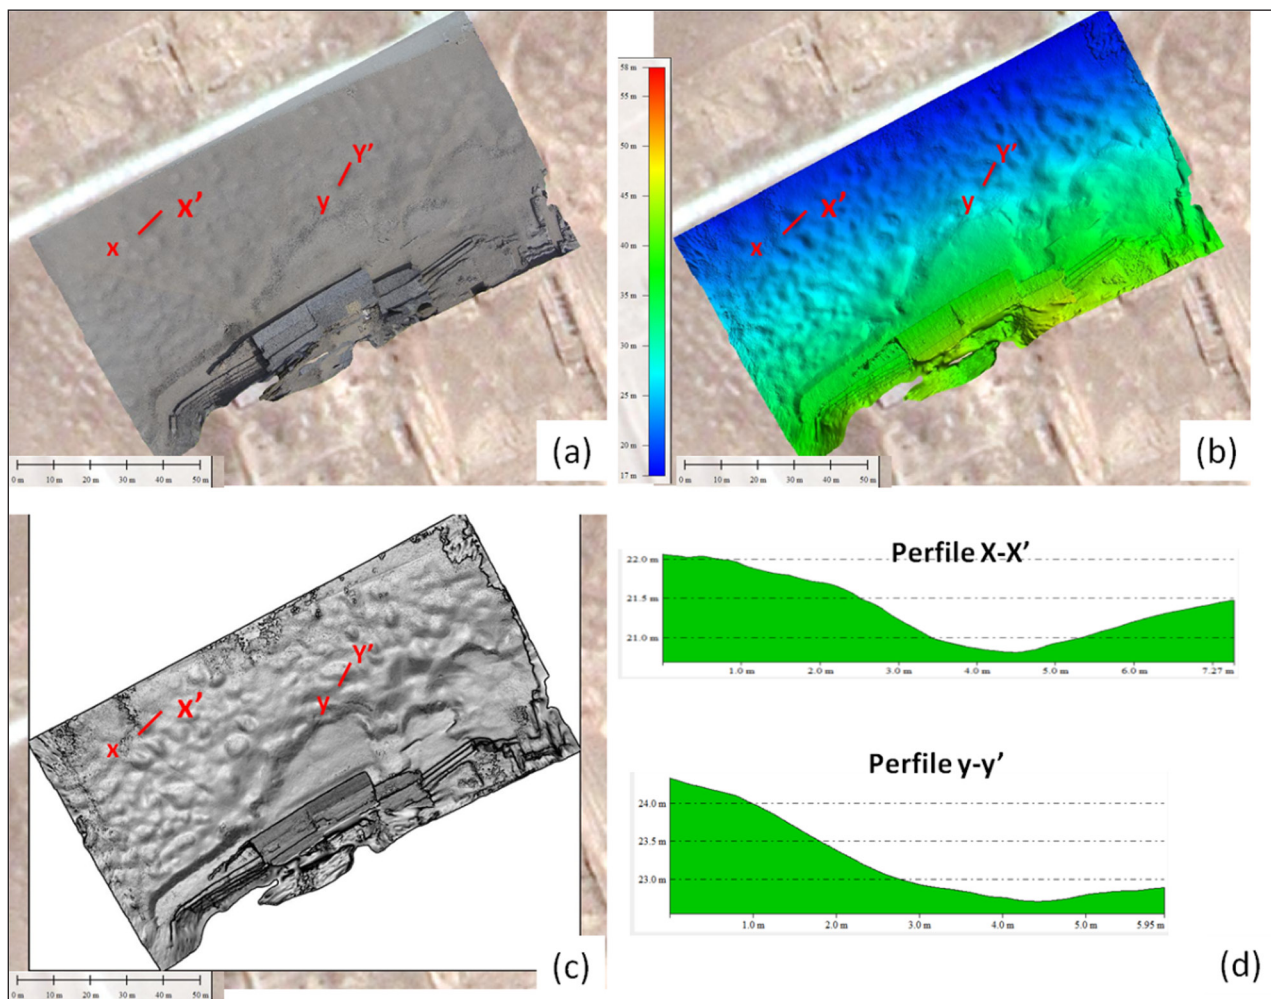 Y'
y
X'
x
(a)
0 m 10 m 20 m 30 m 40 m 50 m
58 m
55 m
50 m
45 m
40 m
35 m
30 m
25 m
20 m
17 m
Y'
y
X'
x
(b)
0 m 10 m 20 m 30 m 40 m 50 m
Y'
y
X'
x
(c)
0 m 10 m 20 m 30 m 40 m 50 m
Perfile X-X'
22.0 m
21.5 m
21.0 m
1.0 m 2.0 m 3.0 m 4.0 m 5.0 m 6.0 m 7.27 m
Perfile y-y'
24.0 m
23.5 m
23.0 m
1.0 m 2.0 m 3.0 m 4.0 m 5.0 m 5.95 m
(d)